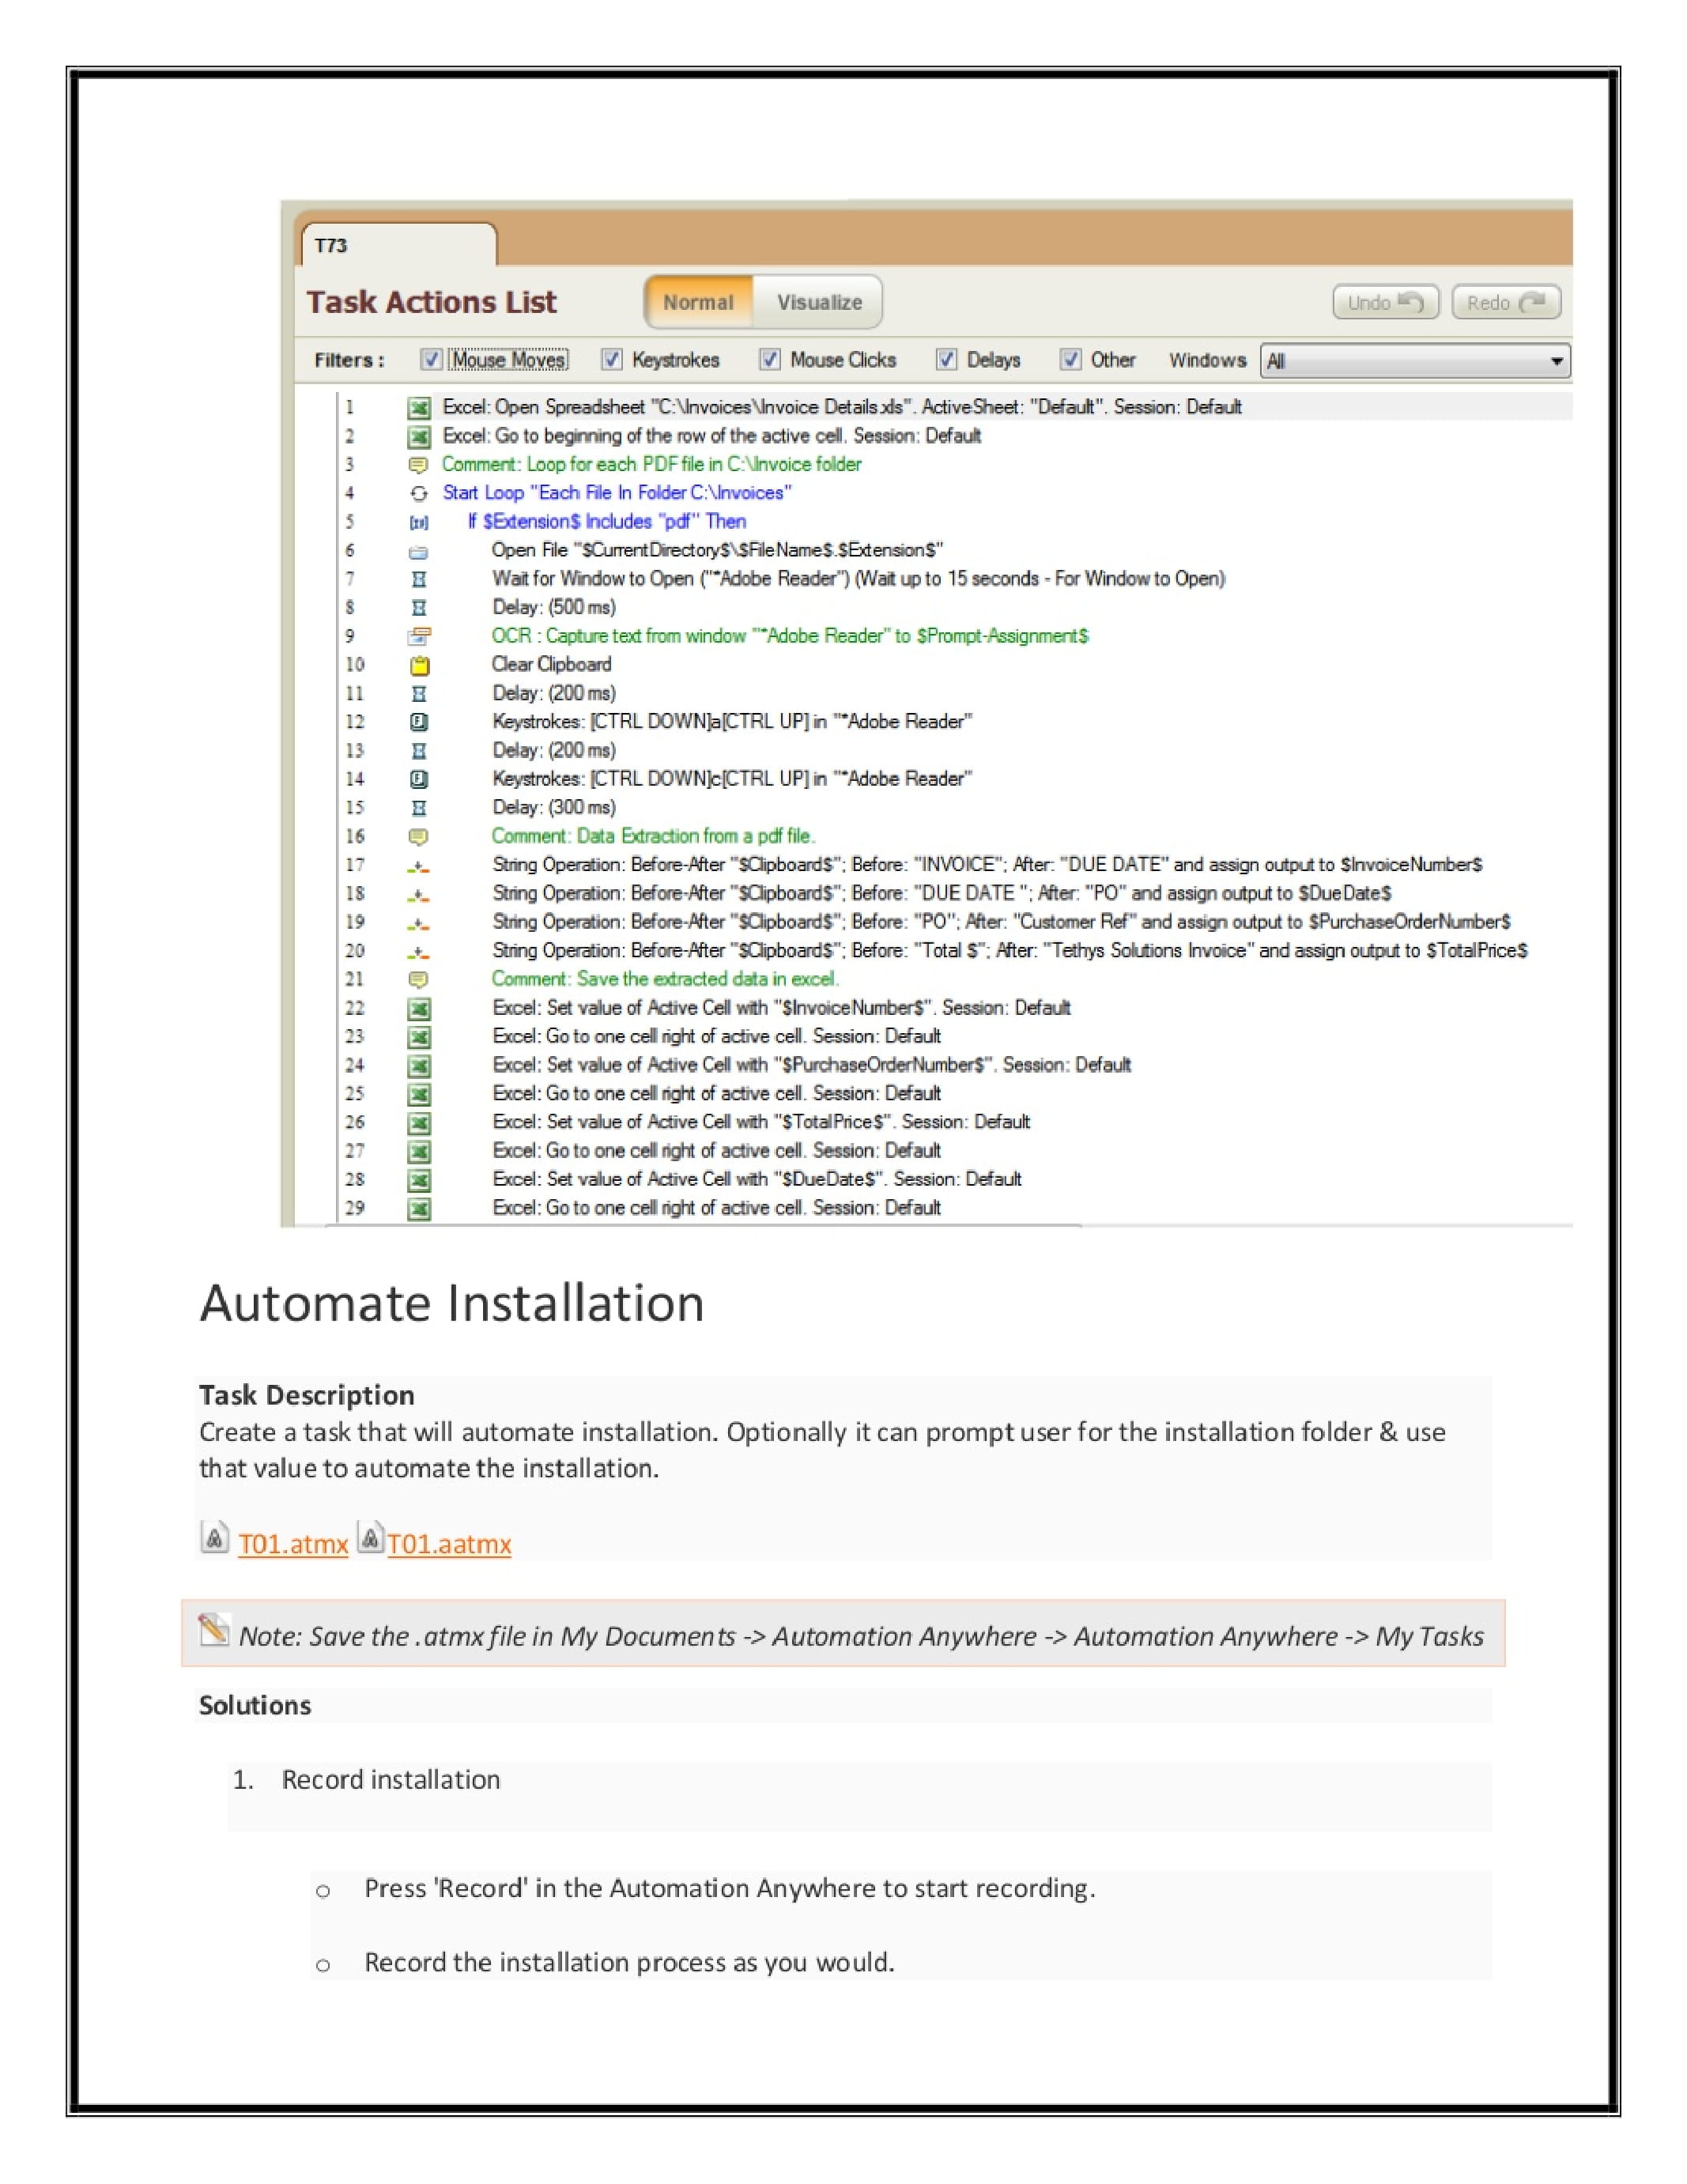 T73
Task Actions List Normal Visualize Undo Redo
Filters : Mouse Moves Keystrokes Mouse Clicks Delays Other Windows All
1 Excel: Open Spreadsheet "C:\Invoices\Invoice Details.xls". ActiveSheet: "Default". Session: Default
2 Excel: Go to beginning of the row of the active cell. Session: Default
3 Comment: Loop for each PDF file in C:\Invoice folder
4 Start Loop "Each File In Folder C:\Invoices"
5 If $Extension$ Includes "pdf" Then
6 Open File "$CurrentDirectory$\$FileName$.$Extension$"
7 Wait for Window to Open ("*Adobe Reader") (Wait up to 15 seconds - For Window to Open)
8 Delay: (500 ms)
9 OCR : Capture text from window "*Adobe Reader" to $Prompt-Assignment$
10 Clear Clipboard
11 Delay: (200 ms)
12 Keystrokes: [CTRL DOWN]a[CTRL UP] in "*Adobe Reader"
13 Delay: (200 ms)
14 Keystrokes: [CTRL DOWN]c[CTRL UP] in "*Adobe Reader"
15 Delay: (300 ms)
16 Comment: Data Extraction from a pdf file.
17 String Operation: Before-After "$Clipboard$"; Before: "INVOICE"; After: "DUE DATE" and assign output to $InvoiceNumber$
18 String Operation: Before-After "$Clipboard$"; Before: "DUE DATE "; After: "PO" and assign output to $DueDate$
19 String Operation: Before-After "$Clipboard$"; Before: "PO"; After: "Customer Ref" and assign output to $PurchaseOrderNumber$
20 String Operation: Before-After "$Clipboard$"; Before: "Total $"; After: "Tethys Solutions Invoice" and assign output to $TotalPrice$
21 Comment: Save the extracted data in excel.
22 Excel: Set value of Active Cell with "$InvoiceNumber$". Session: Default
23 Excel: Go to one cell right of active cell. Session: Default
24 Excel: Set value of Active Cell with "$PurchaseOrderNumber$". Session: Default
25 Excel: Go to one cell right of active cell. Session: Default
26 Excel: Set value of Active Cell with "$TotalPrice$". Session: Default
27 Excel: Go to one cell right of active cell. Session: Default
28 Excel: Set value of Active Cell with "$DueDate$". Session: Default
29 Excel: Go to one cell right of active cell. Session: Default
Automate Installation
Task Description
Create a task that will automate installation. Optionally it can prompt user for the installation folder & use
that value to automate the installation.
T01.atmx T01.aatmx
Note: Save the .atmx file in My Documents -> Automation Anywhere -> Automation Anywhere -> My Tasks
Solutions
1. Record installation
o Press 'Record' in the Automation Anywhere to start recording.
o Record the installation process as you would.